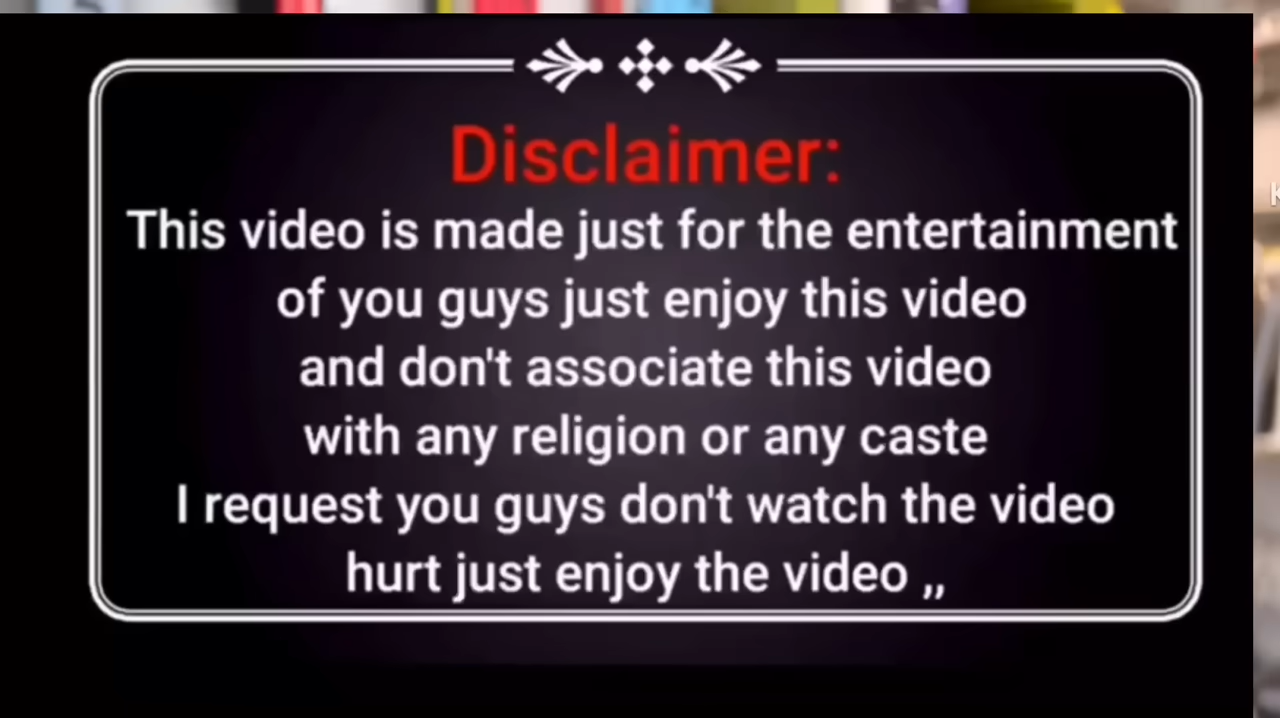 Disclaimer:
This video is made just for the entertainment
of you guys just enjoy this video
and don't associate this video
with any religion or any caste
I request you guys don't watch the video
hurt just enjoy the video ,,